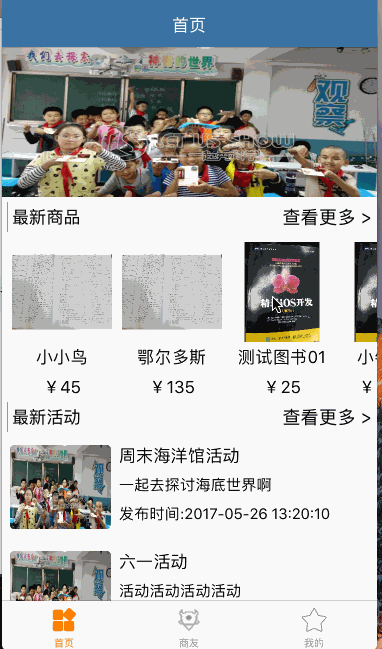 首页
我们去探索 神奇的世界
观察
最新商品
查看更多 >
小小鸟
鄂尔多斯
测试图书01
￥45
￥135
￥25
最新活动
查看更多 >
周末海洋馆活动
一起去探讨海底世界啊
发布时间:2017-05-26 13:20:10
六一活动
活动活动活动活动
首页
商友
我的